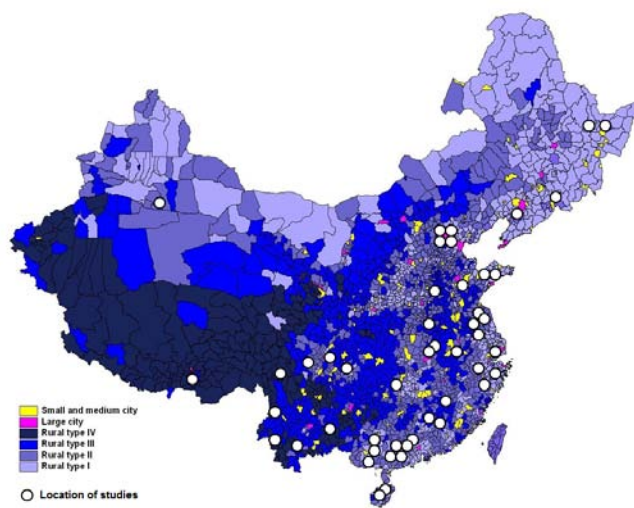 Small and medium city
Large city
Rural type IV
Rural type III
Rural type II
Rural type I
Location of studies